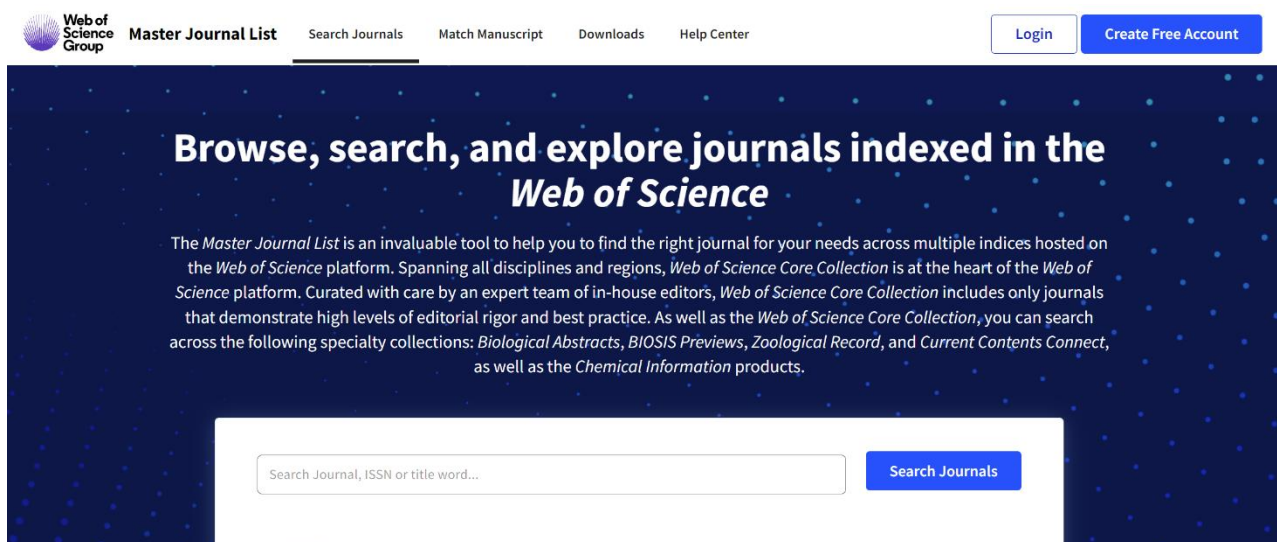 Web of
Science
Group
Master Journal List
Search Journals
Match Manuscript
Downloads
Help Center
Login
Create Free Account
Browse, search, and explore journals indexed in the
Web of Science
The Master Journal List is an invaluable tool to help you to find the right journal for your needs across multiple indices hosted on
the Web of Science platform. Spanning all disciplines and regions, Web of Science Core Collection is at the heart of the Web of
Science platform. Curated with care by an expert team of in-house editors, Web of Science Core Collection includes only journals
that demonstrate high levels of editorial rigor and best practice. As well as the Web of Science Core Collection, you can search
across the following specialty collections: Biological Abstracts, BIOSIS Previews, Zoological Record, and Current Contents Connect,
as well as the Chemical Information products.
Search Journal, ISSN or title word...
Search Journals